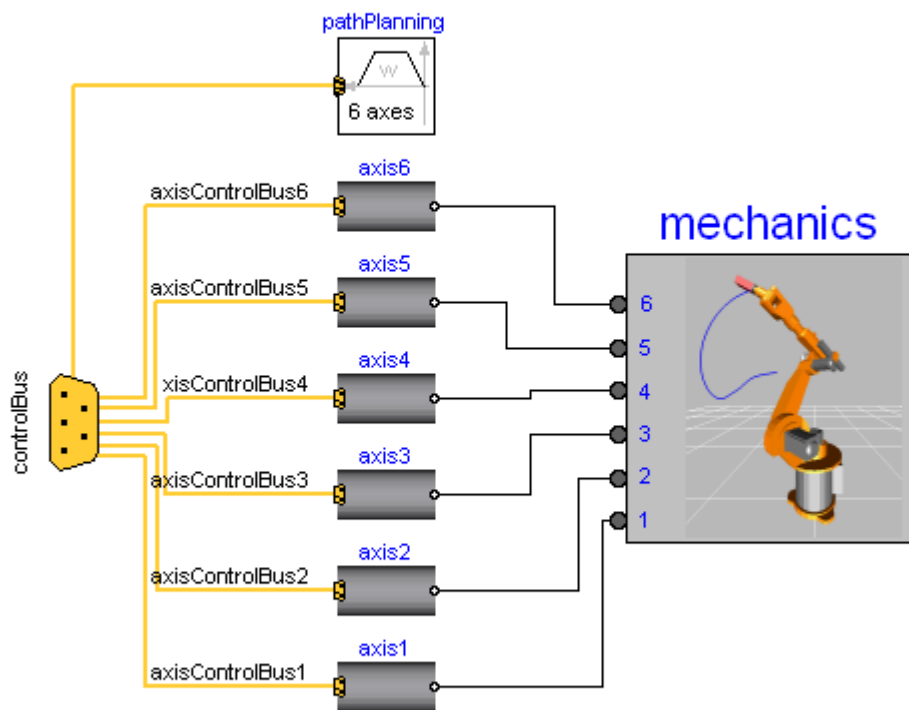 pathPlanning
w
6 axes
axis6
axisControlBus6
mechanics
axis5
axisControlBus5
6
5
axis4
xisControlBus4
4
controlBus
3
axis3
axisControlBus3
2
1
axis2
axisControlBus2
axis1
axisControlBus1